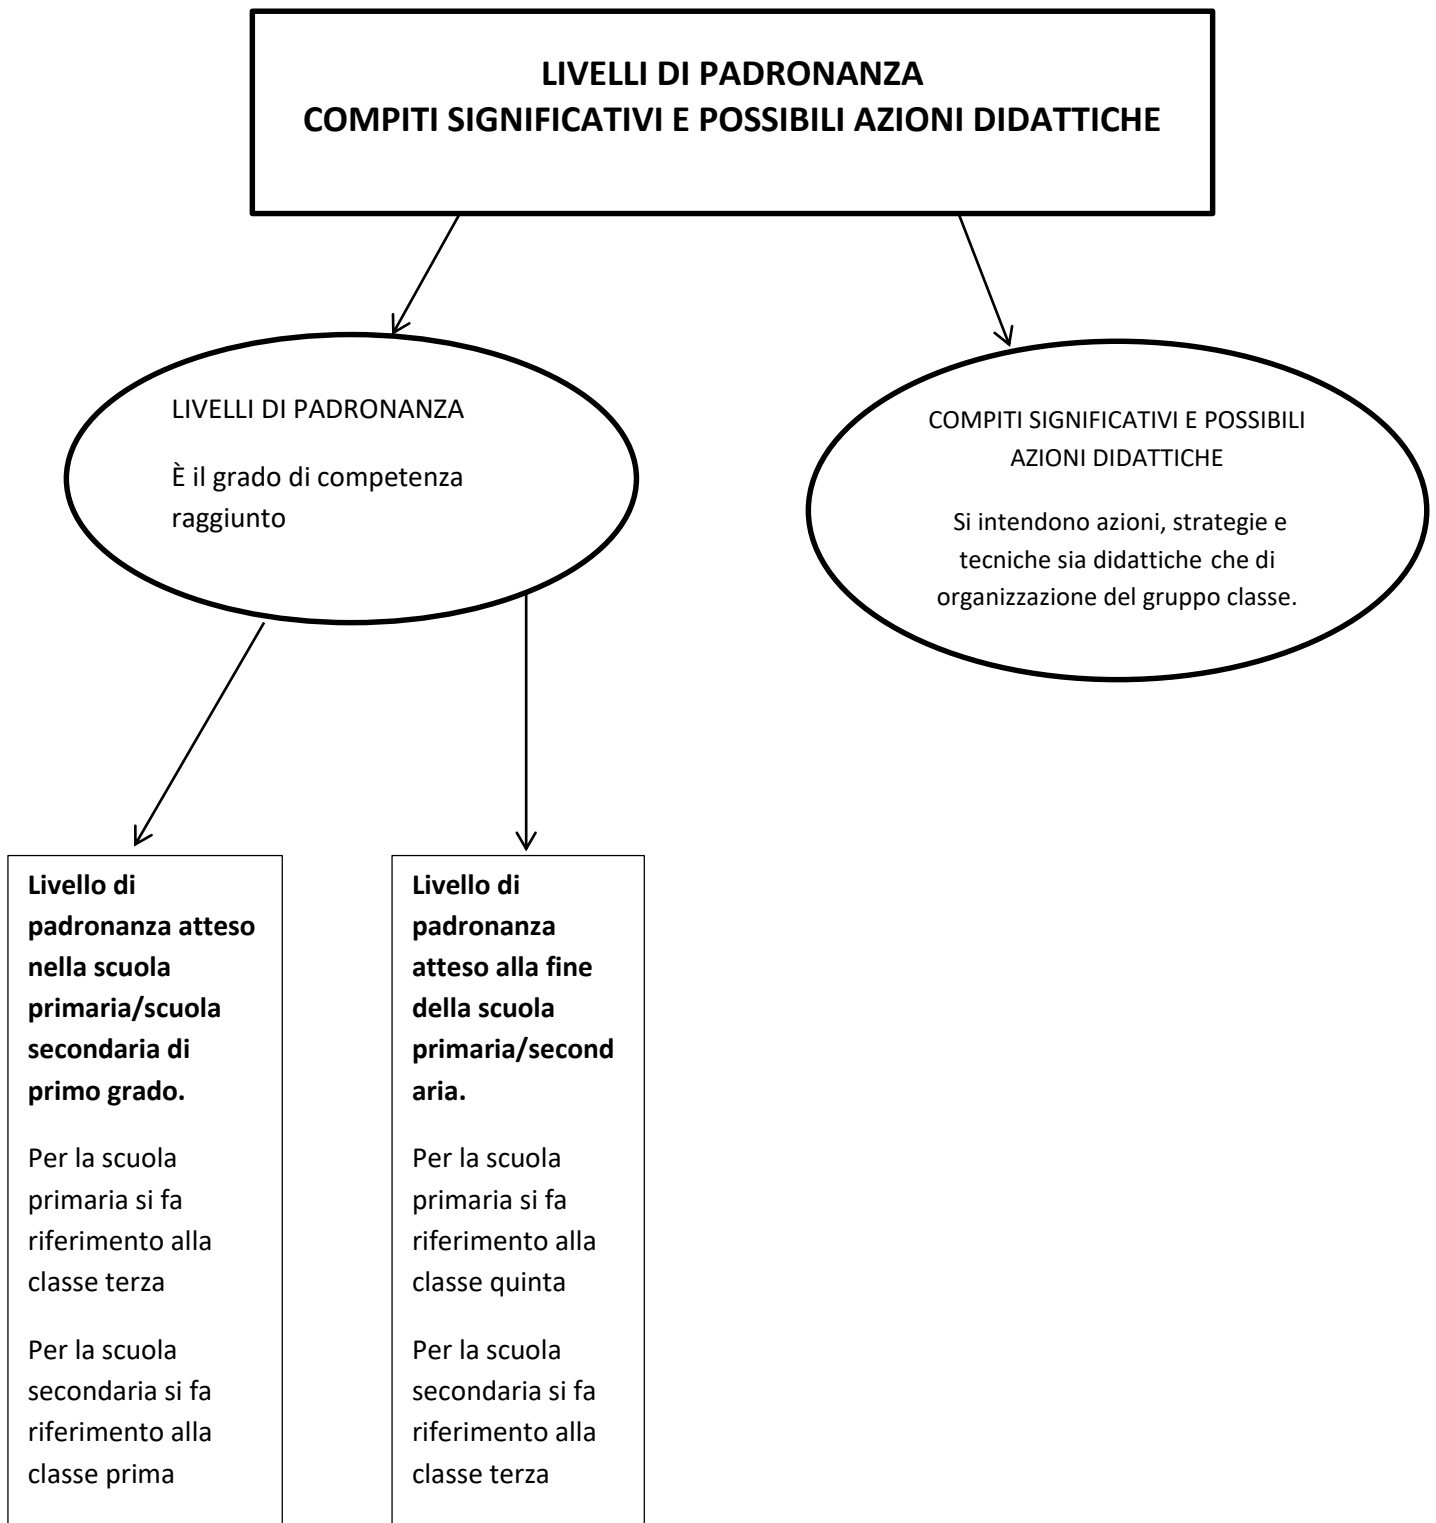 LIVELLI DI PADRONANZA
COMPITI SIGNIFICATIVI E POSSIBILI AZIONI DIDATTICHE
LIVELLI DI PADRONANZA
È il grado di competenza
raggiunto
COMPITI SIGNIFICATIVI E POSSIBILI
AZIONI DIDATTICHE
Si intendono azioni, strategie e
tecniche sia didattiche che di
organizzazione del gruppo classe.
Livello di
padronanza atteso
nella scuola
primaria/scuola
secondaria di
primo grado.
Per la scuola
primaria si fa
riferimento alla
classe terza
Per la scuola
secondaria si fa
riferimento alla
classe prima
Livello di
padronanza
atteso alla fine
della scuola
primaria/second
aria.
Per la scuola
primaria si fa
riferimento alla
classe quinta
Per la scuola
secondaria si fa
riferimento alla
classe terza